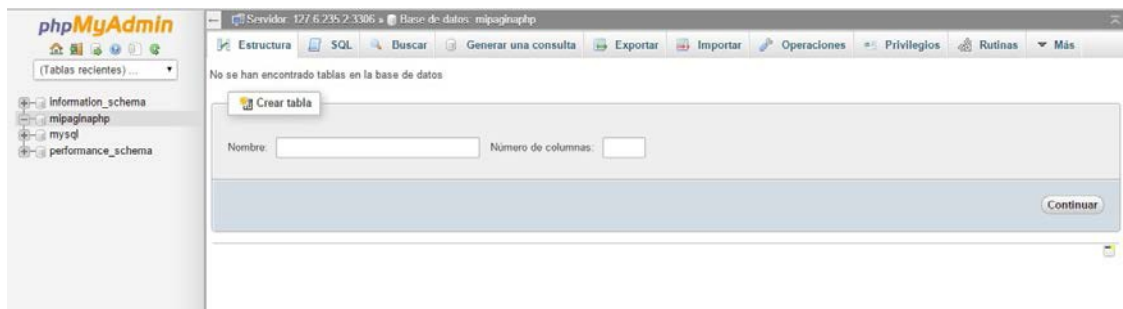 phpMyAdmin
(Tablas recientes) ...
information_schema
mipaginaphp
mysql
performance_schema
Servidor: 127.6.235.2:3306 » Base de datos: mipaginaphp
Estructura SQL Buscar Generar una consulta Exportar Importar Operaciones Privilegios Rutinas Más
No se han encontrado tablas en la base de datos
Crear tabla
Nombre: Número de columnas:
Continuar